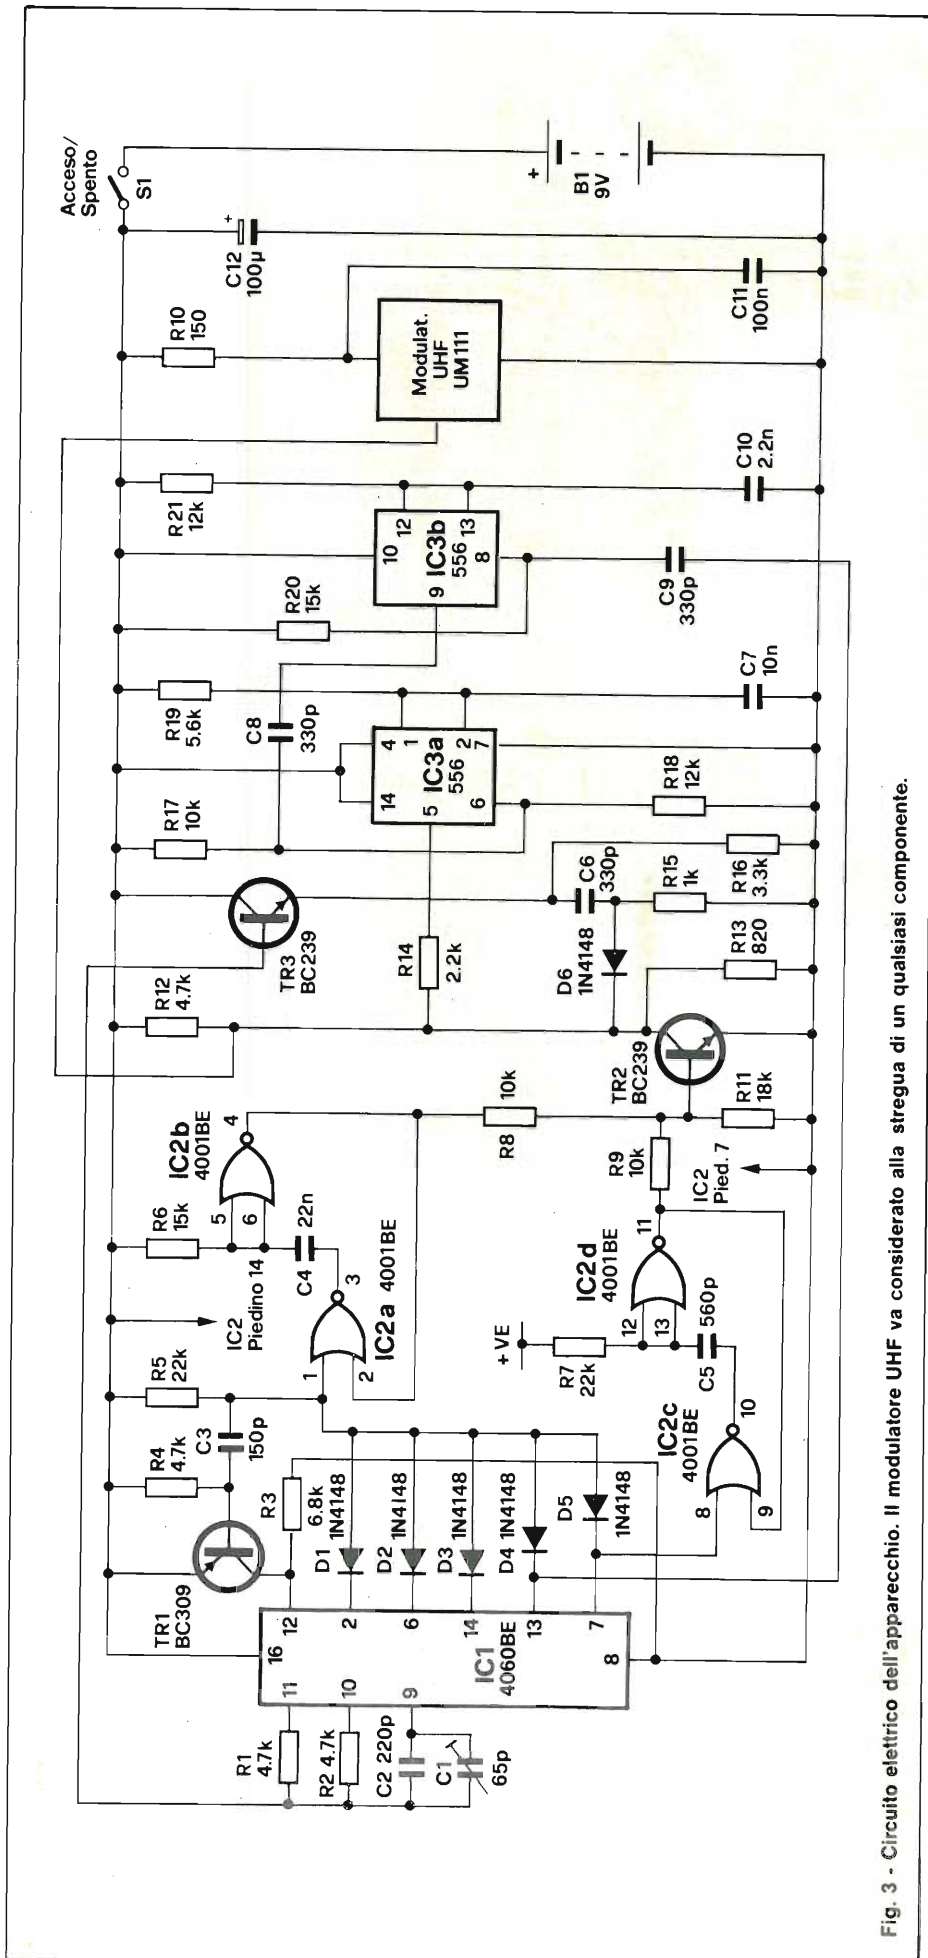 Acceso/
Spento
S1
+
B1
9V
C12
100µ
+
R10
150
Modulat.
UHF
UM111
C11
100n
R21
12k
10
12
IC3b
556
9
13
8
C10
2.2n
R20
15k
C9
330p
R19
5.6k
C8
330p
14
4
1
IC3a
556
5
2
6
7
C7
10n
R17
10k
R18
12k
TR3
BC239
R14
2.2k
C6
330p
R15
1k
R16
3.3k
D6
1N4148
R13
820
R12
4.7k
TR2
BC239
R11
18k
IC2b
4001BE
4
5
6
R8
10k
R9
10k
IC2
Pied. 7
R6
15k
C4
22n
IC2
Piedino 14
3
IC2a 4001BE
1
2
IC2d
4001BE
11
12
13
+VE
R7
22k
C5
560p
IC2c
4001BE
10
8
9
R5
22k
R4
4.7k
C3
150p
TR1
BC309
R3
6.8k
D1
1N4148
D2
1N4148
D3
1N4148
D4
1N4148
D5
1N4148
16
12
2
6
14
13
7
8
11
10
9
IC1
4060BE
R1
4.7k
R2 4.7k
C2 220p
C1
65p
Fig. 3 - Circuito elettrico dell'apparecchio. Il modulatore UHF va considerato alla stregua di un qualsiasi componente.